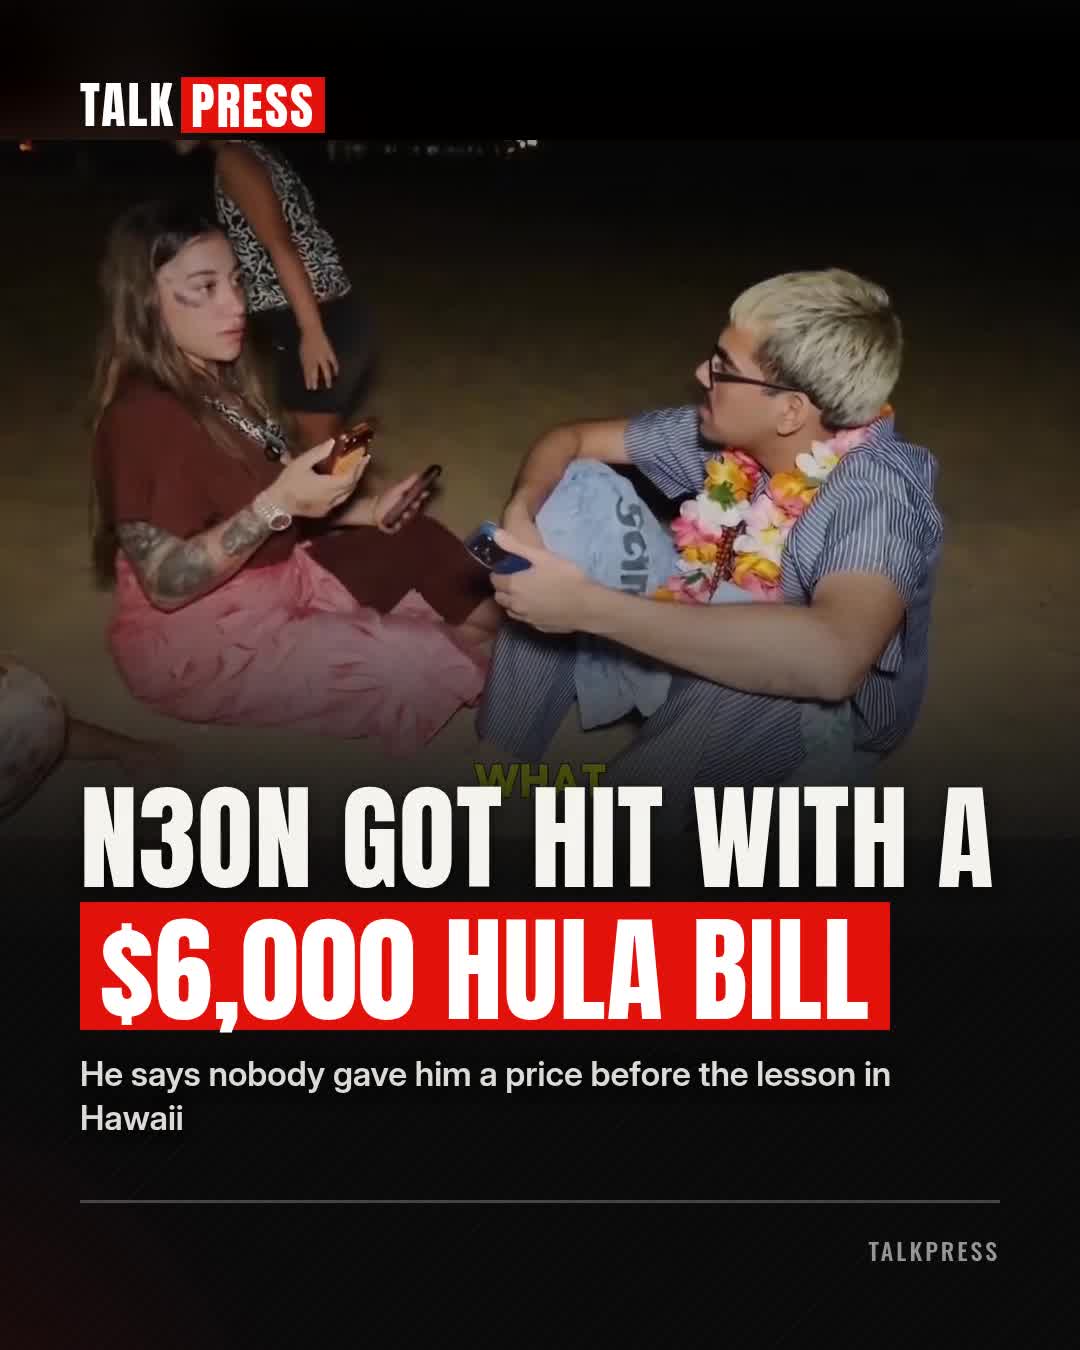 TALK PRESS
WHAT
N3ON GOT HIT WITH A
$6,000 HULA BILL
He says nobody gave him a price before the lesson in
Hawaii
TALKPRESS